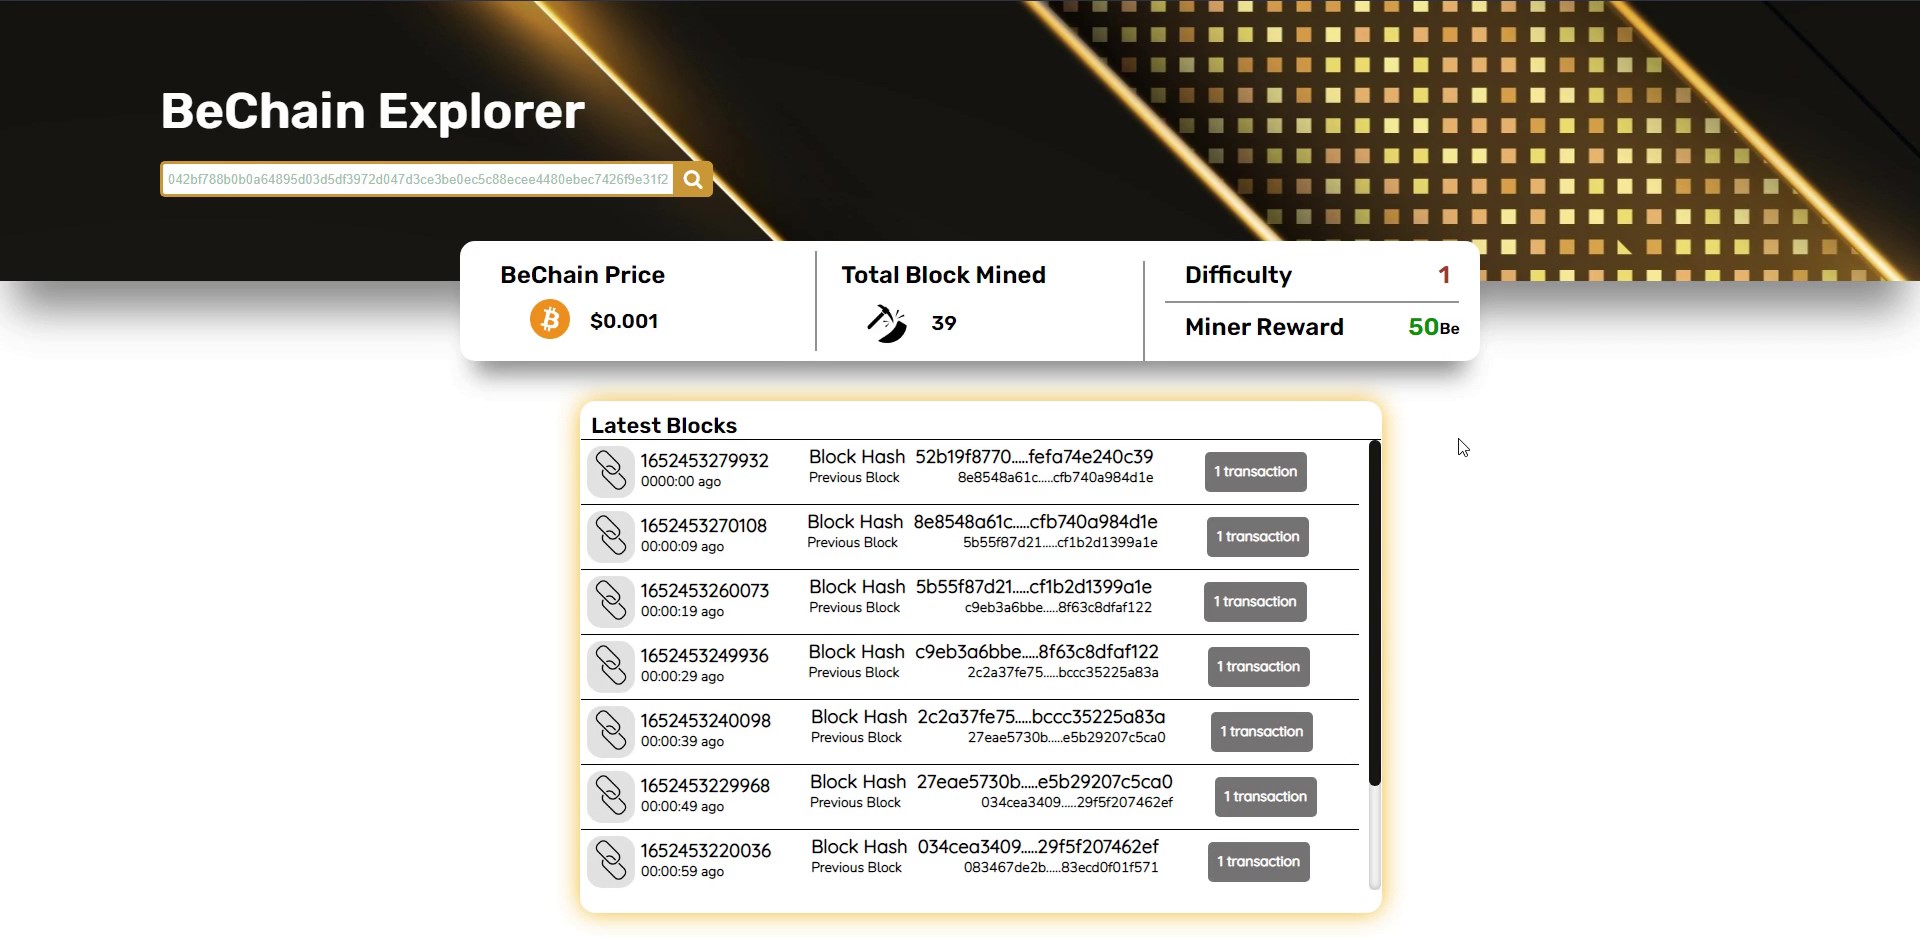 BeChain Explorer
042bf788b0b0a64895d03d5df3972d047d3ce3be0ec5c88ecee4480ebec7426f9e31f2
BeChain Price
$0.001
Total Block Mined
39
Difficulty 1
Miner Reward 50Be
Latest Blocks
1652453279932 Block Hash 52b19f8770.....fefa74e240c39 1 transaction
0000:00 ago Previous Block 8e8548a61c.....cfb740a984d1e
1652453270108 Block Hash 8e8548a61c.....cfb740a984d1e 1 transaction
00:00:09 ago Previous Block 5b55f87d21.....cf1b2d1399a1e
1652453260073 Block Hash 5b55f87d21.....cf1b2d1399a1e 1 transaction
00:00:19 ago Previous Block c9eb3a6bbe.....8f63c8dfaf122
1652453249936 Block Hash c9eb3a6bbe.....8f63c8dfaf122 1 transaction
00:00:29 ago Previous Block 2c2a37fe75.....bccc35225a83a
1652453240098 Block Hash 2c2a37fe75.....bccc35225a83a 1 transaction
00:00:39 ago Previous Block 27eae5730b.....e5b29207c5ca0
1652453229968 Block Hash 27eae5730b.....e5b29207c5ca0 1 transaction
00:00:49 ago Previous Block 034cea3409.....29f5f207462ef
1652453220036 Block Hash 034cea3409.....29f5f207462ef 1 transaction
00:00:59 ago Previous Block 083467de2b.....83ecd0f01f571